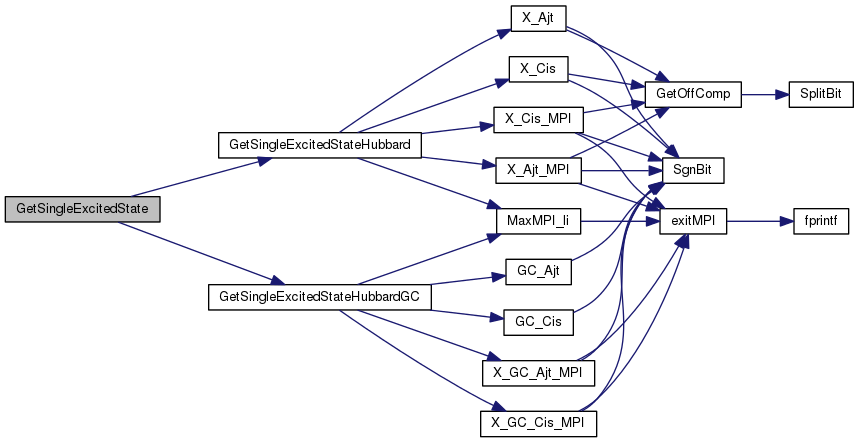 GetSingleExcitedState
GetSingleExcitedStateHubbard
GetSingleExcitedStateHubbardGC
X_Ajt
X_Cis
X_Cis_MPI
X_Ajt_MPI
MaxMPI_li
GC_Ajt
GC_Cis
X_GC_Ajt_MPI
X_GC_Cis_MPI
GetOffComp
SgnBit
exitMPI
SplitBit
fprintf